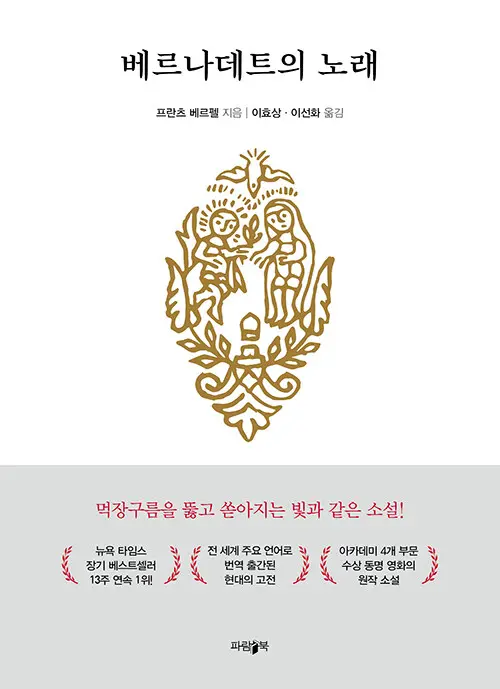 베르나데트의 노래
프란츠 베르펠 지음 | 이효상 · 이선화 옮김
먹장구름을 뚫고 쏟아지는 빛과 같은 소설!
뉴욕 타임스
장기 베스트셀러
13주 연속 1위!
전 세계 주요 언어로
번역 출간된
현대의 고전
아카데미 4개 부문
수상 동명 영화의
원작 소설
파람북